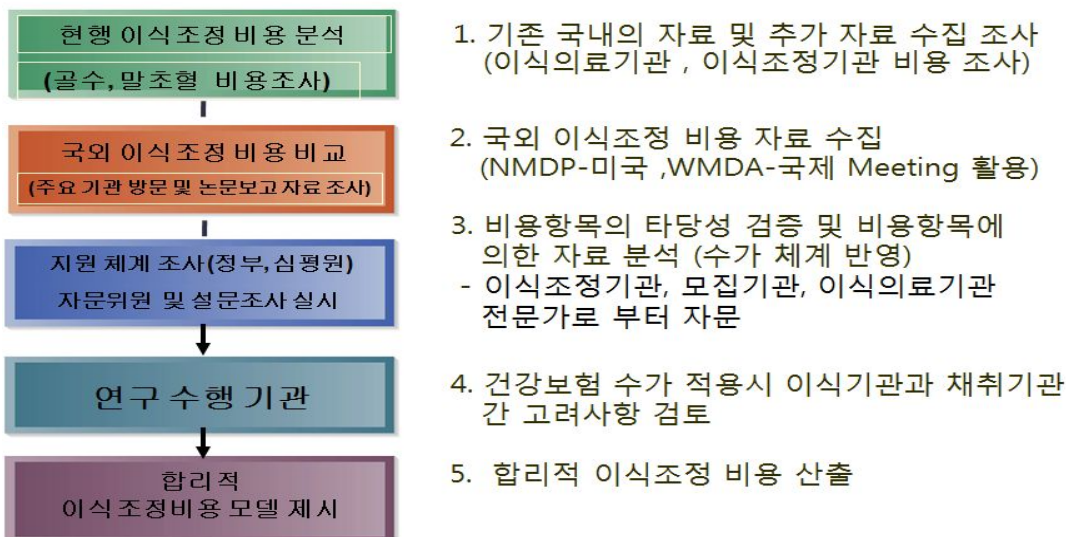 현행 이식조정 비용 분석
(골수, 말초혈 비용조사)
국외 이식조정 비용 비교
(주요 기관 방문 및 논문보고 자료 조사)
지원 체계 조사(정부, 심평원)
자문위원 및 설문조사 실시
연구 수행 기관
합리적
이식조정비용 모델 제시
1. 기존 국내의 자료 및 추가 자료 수집 조사
(이식의료기관 , 이식조정기관 비용 조사)
2. 국외 이식조정 비용 자료 수집
(NMDP-미국 ,WMDA-국제 Meeting 활용)
3. 비용항목의 타당성 검증 및 비용항목에
의한 자료 분석 (수가 체계 반영)
- 이식조정기관, 모집기관, 이식의료기관
전문가로 부터 자문
4. 건강보험 수가 적용시 이식기관과 채취기관
간 고려사항 검토
5. 합리적 이식조정 비용 산출